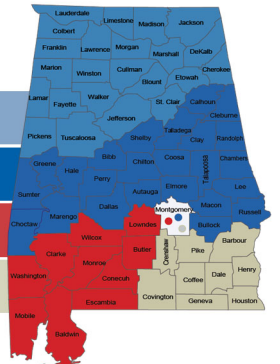 Lauderdale
Limestone
Madison
Jackson
Colbert
Franklin
Lawrence
Morgan
Marshall
DeKalb
Marion
Winston
Cullman
Blount
Etowah
Cherokee
Lamar
Fayette
Walker
St. Clair
Calhoun
Jefferson
Cleburne
Pickens
Tuscaloosa
Shelby
Talladega
Clay
Randolph
Greene
Hale
Bibb
Chilton
Coosa
Tallapoosa
Chambers
Perry
Sumter
Autauga
Elmore
Lee
Dallas
Montgomery
Macon
Russell
Choctaw
Marengo
Lowndes
Bullock
Wilcox
Clarke
Butler
Crenshaw
Pike
Barbour
Monroe
Washington
Conecuh
Coffee
Dale
Henry
Escambia
Covington
Geneva
Houston
Mobile
Baldwin